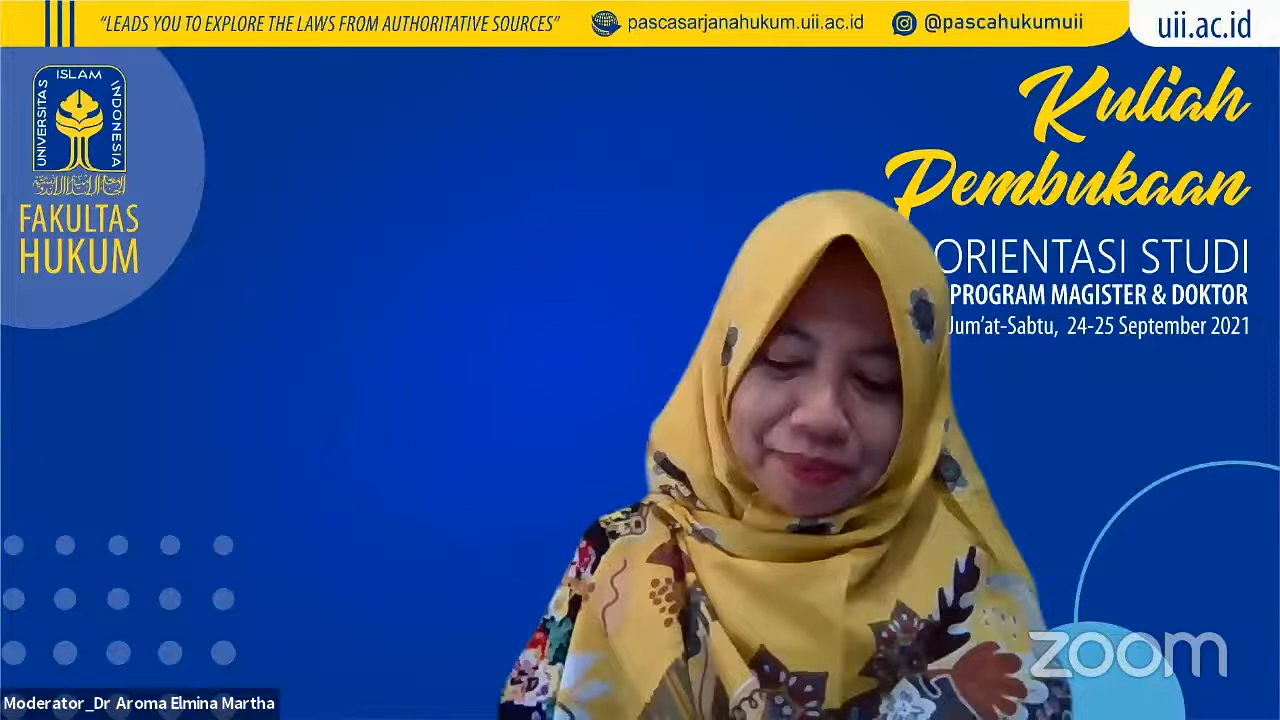 “LEADS YOU TO EXPLORE THE LAWS FROM AUTHORITATIVE SOURCES”
pascasarjanahukum.uii.ac.id
@pascahukumuii
uii.ac.id
UNIVERSITAS
ISLAM
INDONESIA
FAKULTAS
HUKUM
Kuliah
Pembukaan
ORIENTASI STUDI
PROGRAM MAGISTER & DOKTOR
Jum’at-Sabtu, 24-25 September 2021
zoom
Moderator_Dr Aroma Elmina Martha